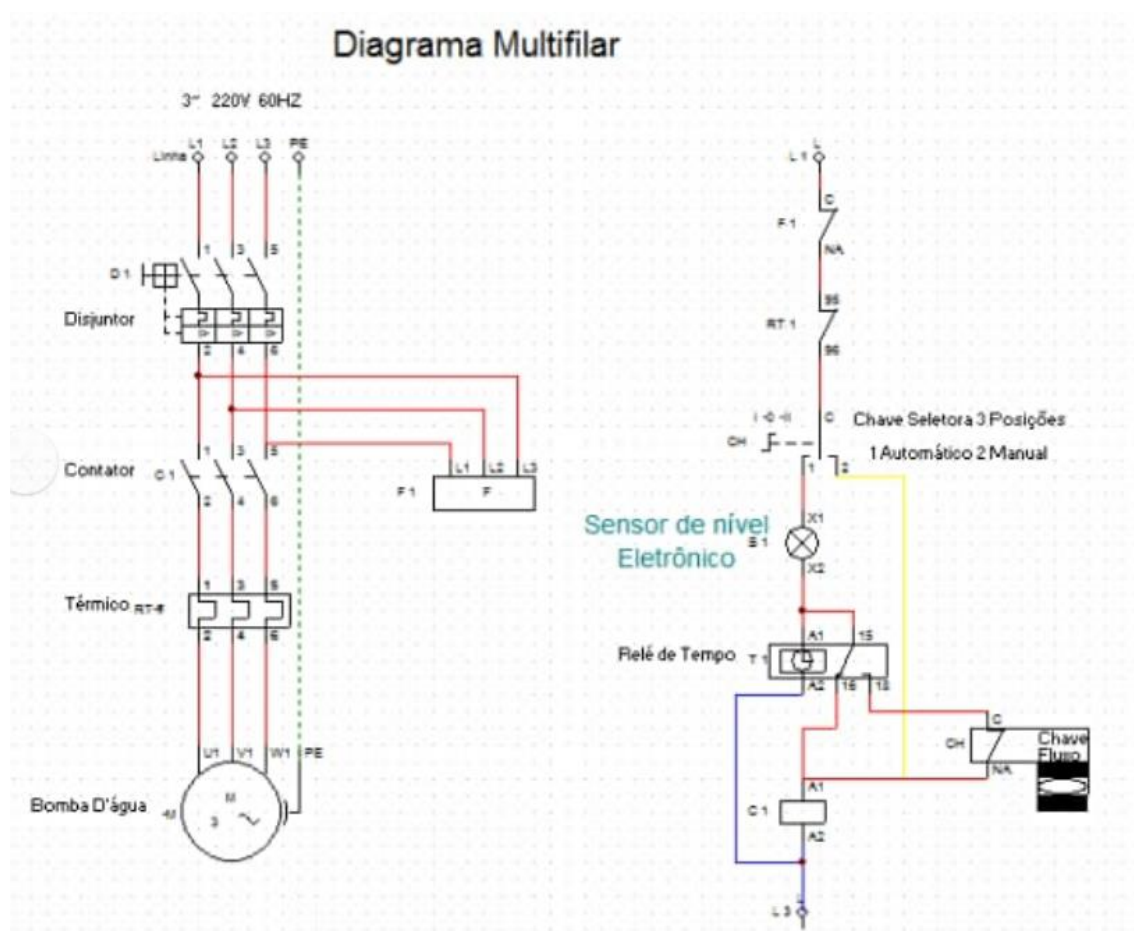 Diagrama Multifilar
3~ 220V 60HZ
L1 L2 L3 PE
Linha
1 3 5
D 1
Disjuntor
4 6
1 3 5
Contator
C 1
2 4 6
L1 L2 L3
F 1
F
1 3 5
Térmico
2 4 6
U1 V1 W1 PE
M
3
Bomba D'água
-M
L
L 1
C
F 1
NA
95
RT 1
96
I -0 -II
C
Chave Seletora 3 Posições
CH
1 Automático 2 Manual
1 2
X1
Sensor de nível
Eletrônico
X2
A1 15
Relé de Tempo
T 1
A2 16 18
C
CH
Chave
Fluxo
NA
A1
C 1
A2
L
L 3